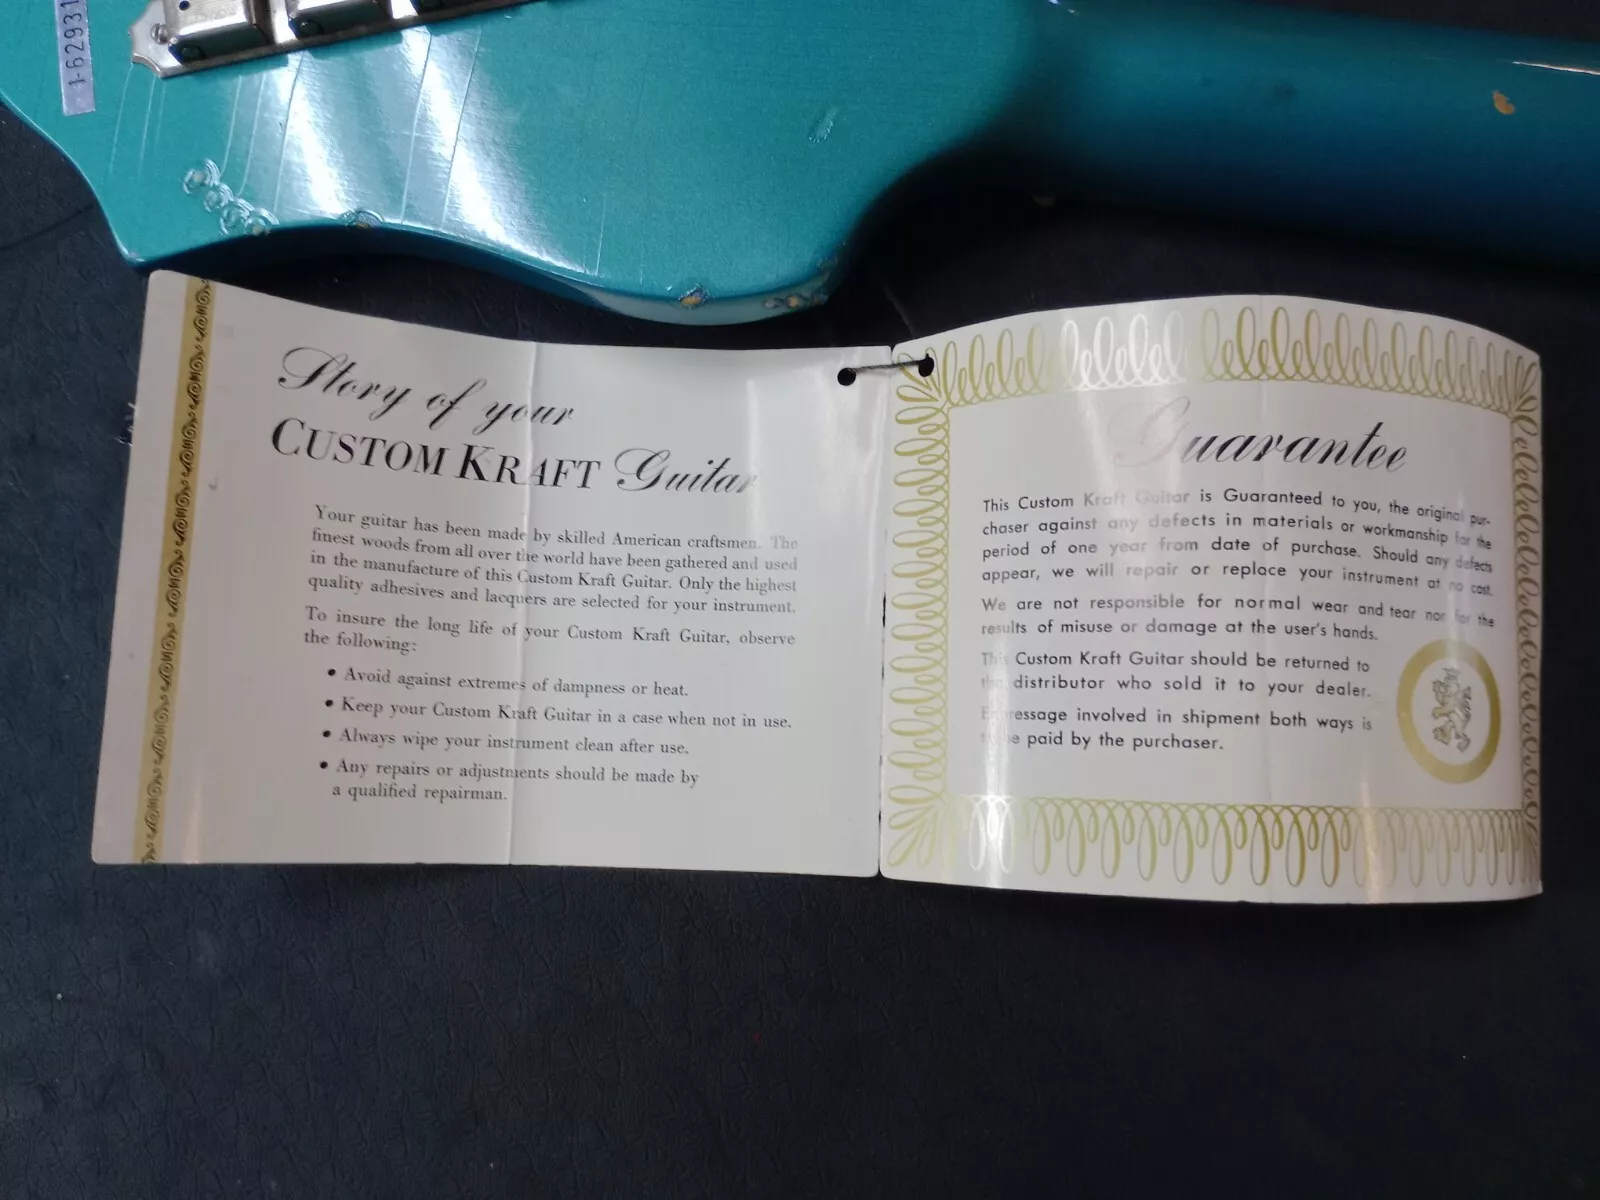 1-62931
Story of your
CUSTOM KRAFT Guitar
Your guitar has been made by skilled American craftsmen. The
finest woods from all over the world have been gathered and used
in the manufacture of this Custom Kraft Guitar. Only the highest
quality adhesives and lacquers are selected for your instrument.
To insure the long life of your Custom Kraft Guitar, observe
the following:
• Avoid against extremes of dampness or heat.
• Keep your Custom Kraft Guitar in a case when not in use.
• Always wipe your instrument clean after use.
• Any repairs or adjustments should be made by
a qualified repairman.
Guarantee
This Custom Kraft Guitar is Guaranteed to you, the original pur-
chaser against any defects in materials or workmanship for the
period of one year from date of purchase. Should any defects
appear, we will repair or replace your instrument at no cost.
We are not responsible for normal wear and tear nor for the
results of misuse or damage at the user's hands.
This Custom Kraft Guitar should be returned to
the distributor who sold it to your dealer.
Expressage involved in shipment both ways is
to be paid by the purchaser.